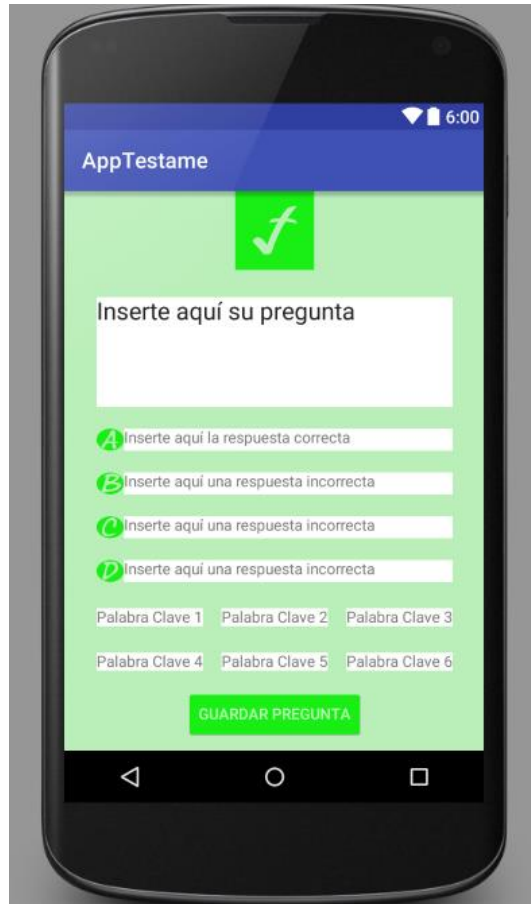 6:00
AppTestame
Inserte aquí su pregunta
A Inserte aquí la respuesta correcta
B Inserte aquí una respuesta incorrecta
C Inserte aquí una respuesta incorrecta
D Inserte aquí una respuesta incorrecta
Palabra Clave 1 Palabra Clave 2 Palabra Clave 3
Palabra Clave 4 Palabra Clave 5 Palabra Clave 6
GUARDAR PREGUNTA